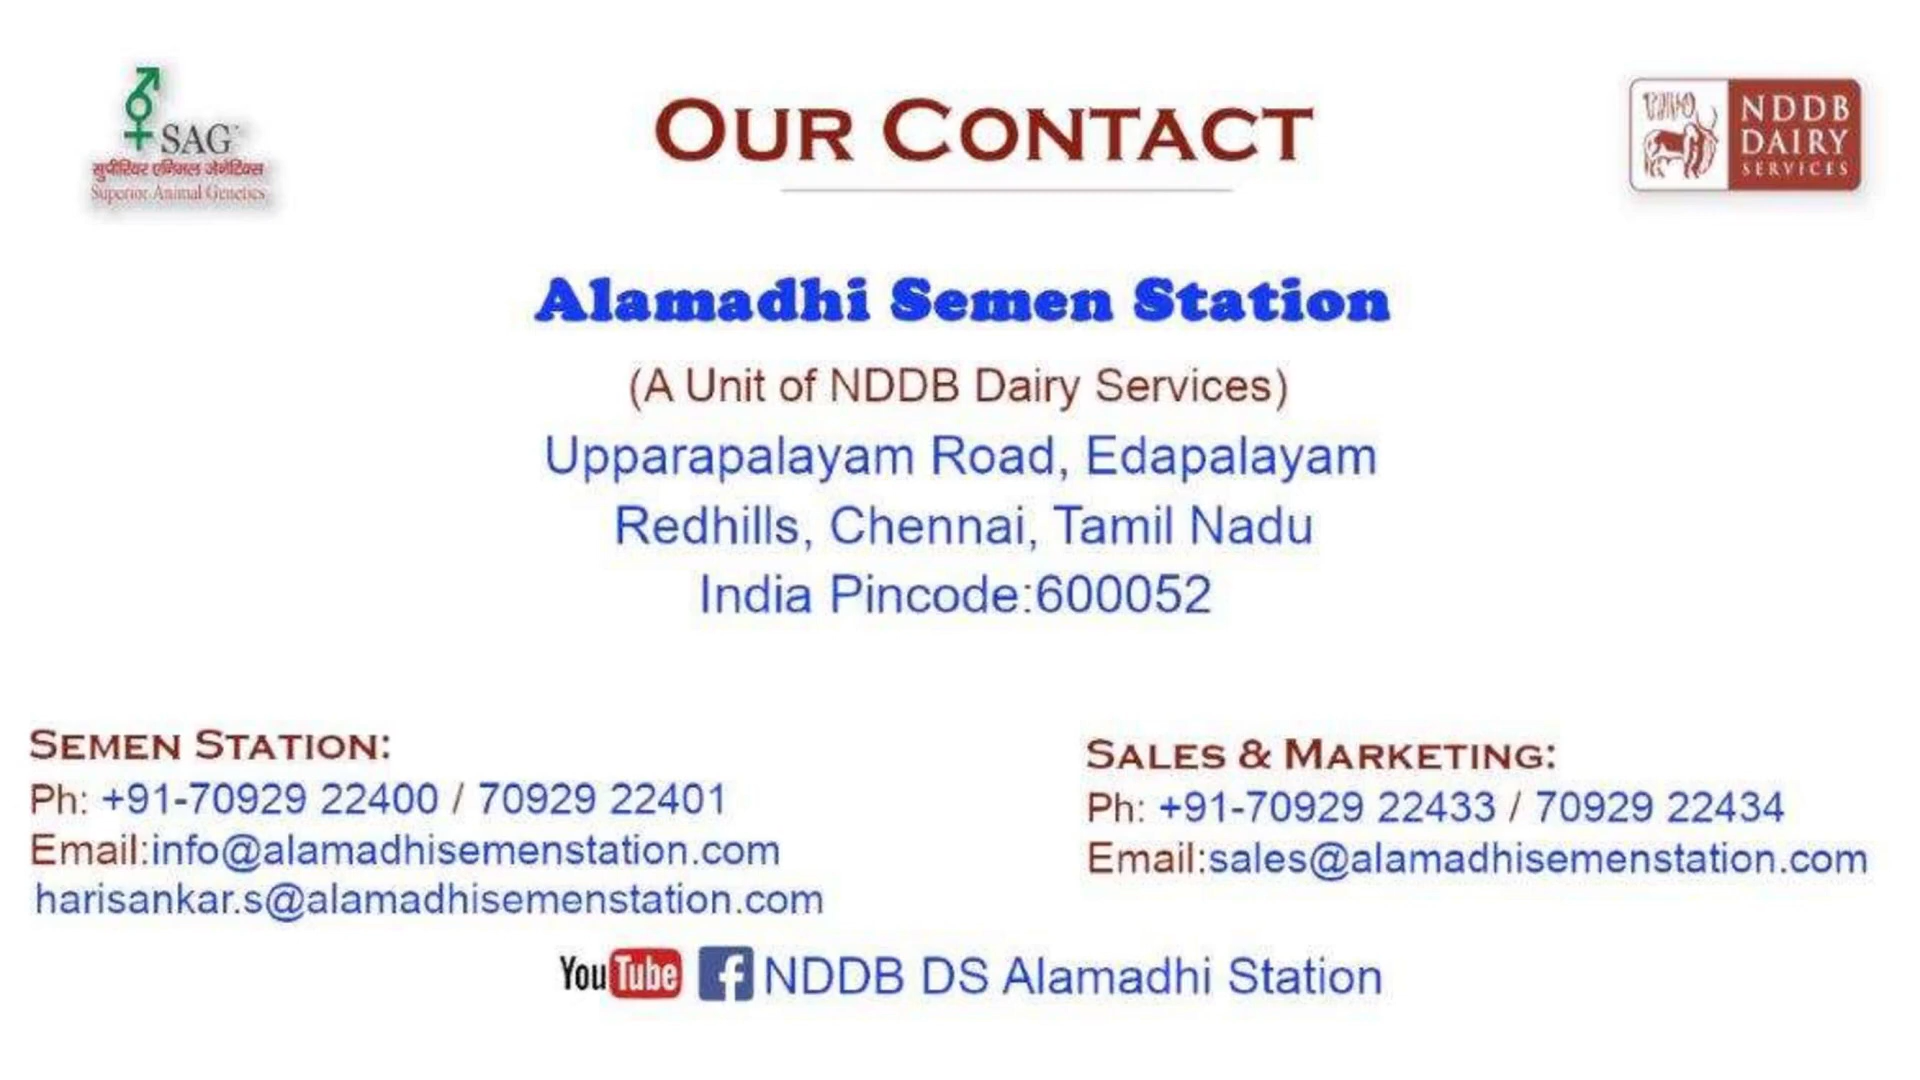 SAG
सुपीरियर एनिमल जेनेटिक्स
Superior Animal Genetics
OUR CONTACT
NDDB
DAIRY
SERVICES
Alamadhi Semen Station
(A Unit of NDDB Dairy Services)
Upparapalayam Road, Edapalayam
Redhills, Chennai, Tamil Nadu
India Pincode:600052
SEMEN STATION:
Ph: +91-70929 22400 / 70929 22401
Email:info@alamadhisemenstation.com
harisankar.s@alamadhisemenstation.com
SALES & MARKETING:
Ph: +91-70929 22433 / 70929 22434
Email:sales@alamadhisemenstation.com
YouTube f NDDB DS Alamadhi Station